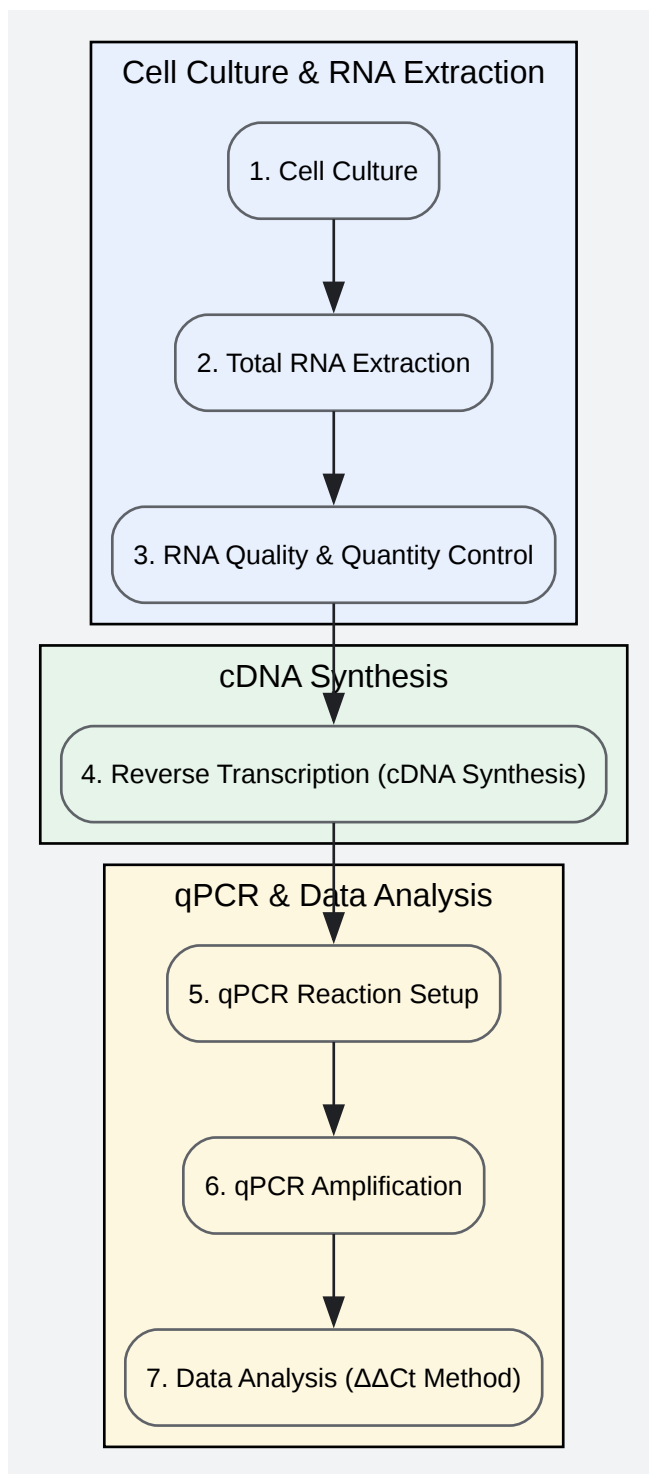 Cell Culture & RNA Extraction
1. Cell Culture
2. Total RNA Extraction
3. RNA Quality & Quantity Control
cDNA Synthesis
4. Reverse Transcription (cDNA Synthesis)
qPCR & Data Analysis
5. qPCR Reaction Setup
6. qPCR Amplification
7. Data Analysis (ΔΔCt Method)